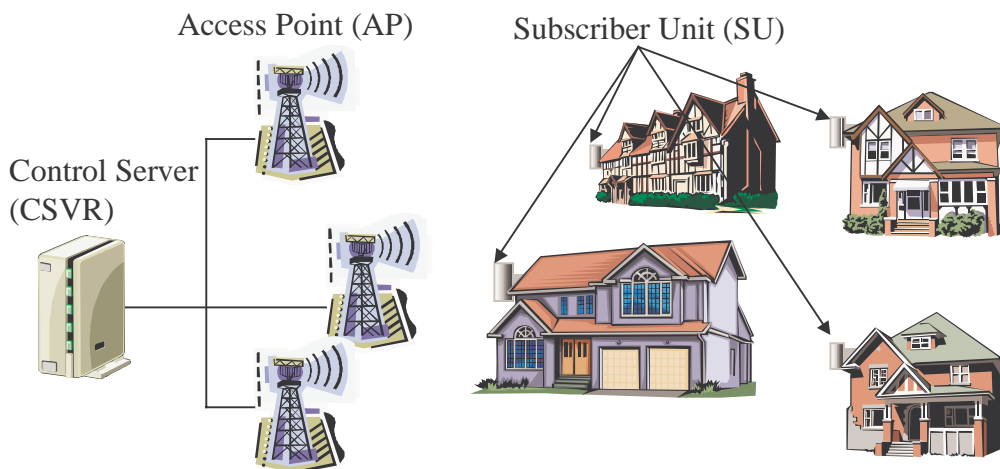 Access Point (AP)
Subscriber Unit (SU)
Control Server
(CSVR)